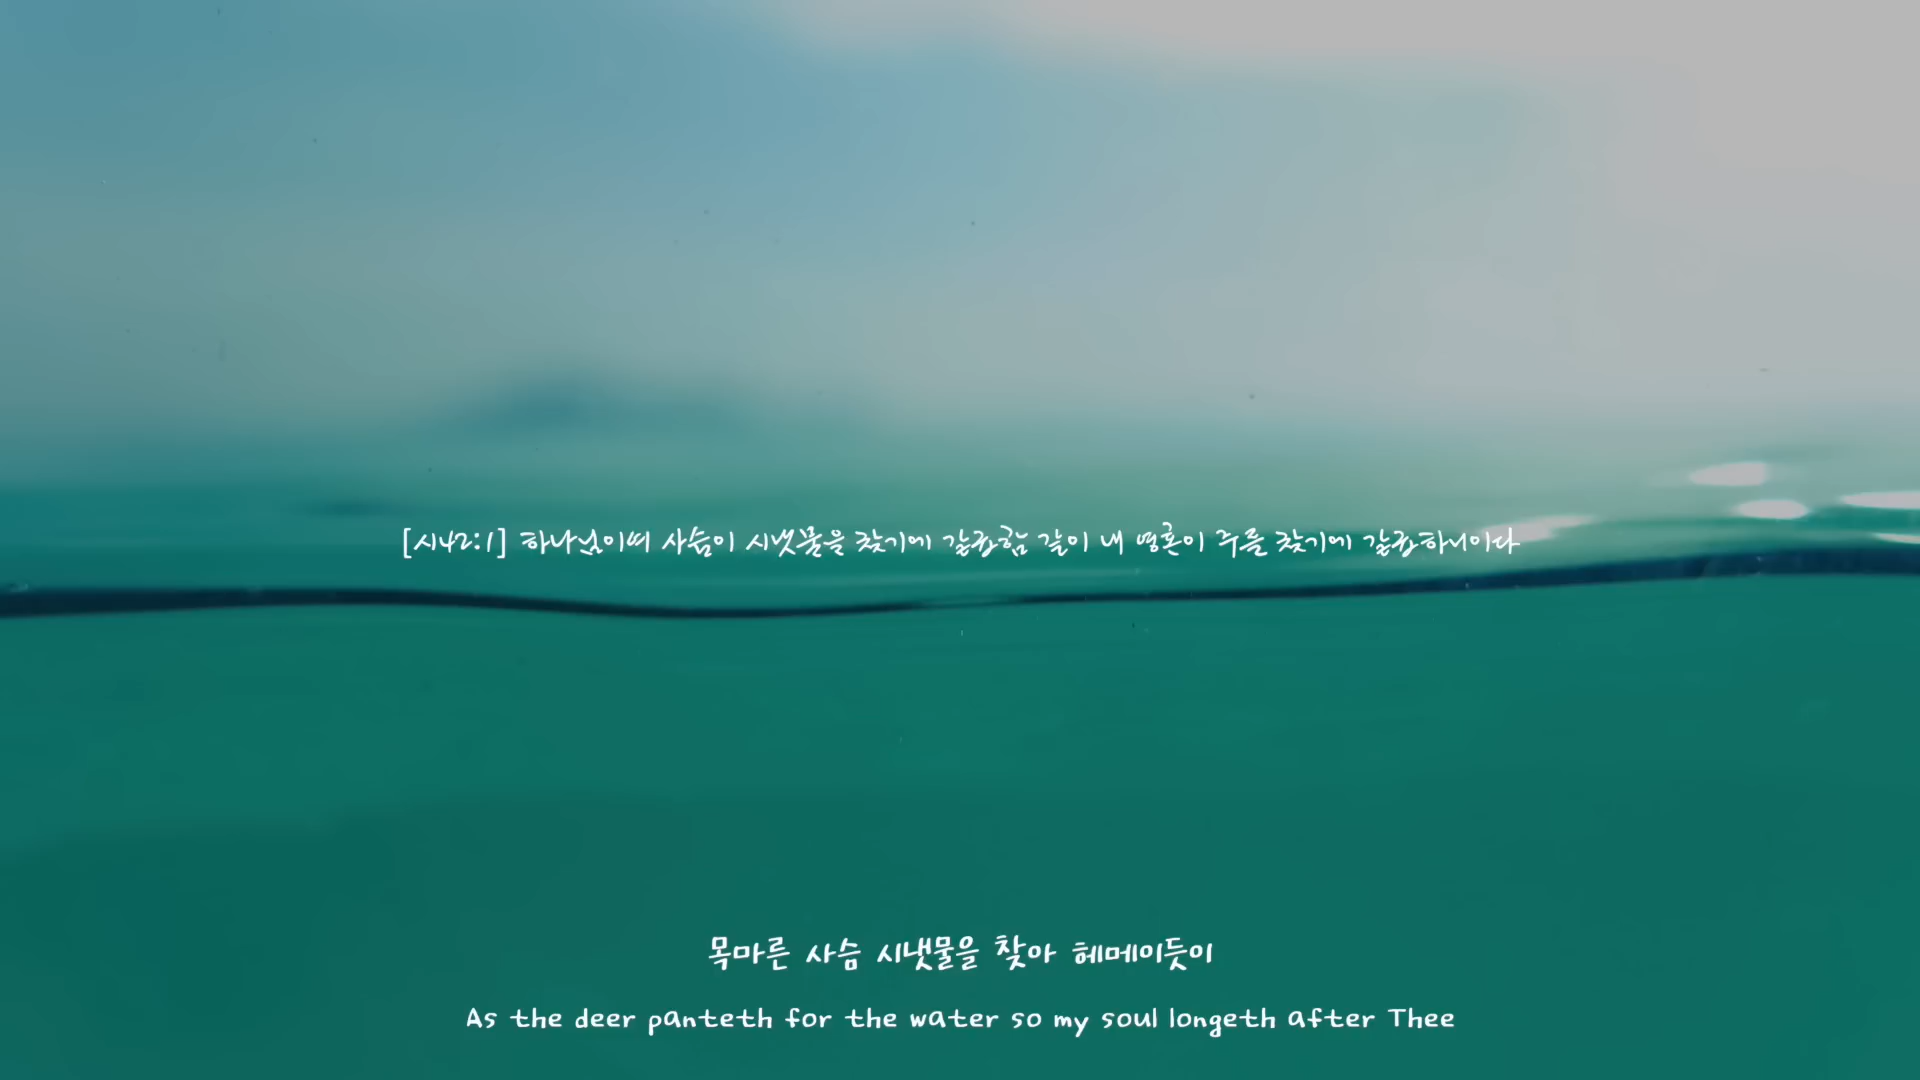 [시42:1] 하나님이여 사슴이 시냇물을 찾기에 갈급함 같이 내 영혼이 주를 찾기에 갈급하니이다
목마른 사슴 시냇물을 찾아 헤메이듯이
As the deer panteth for the water so my soul longeth after Thee